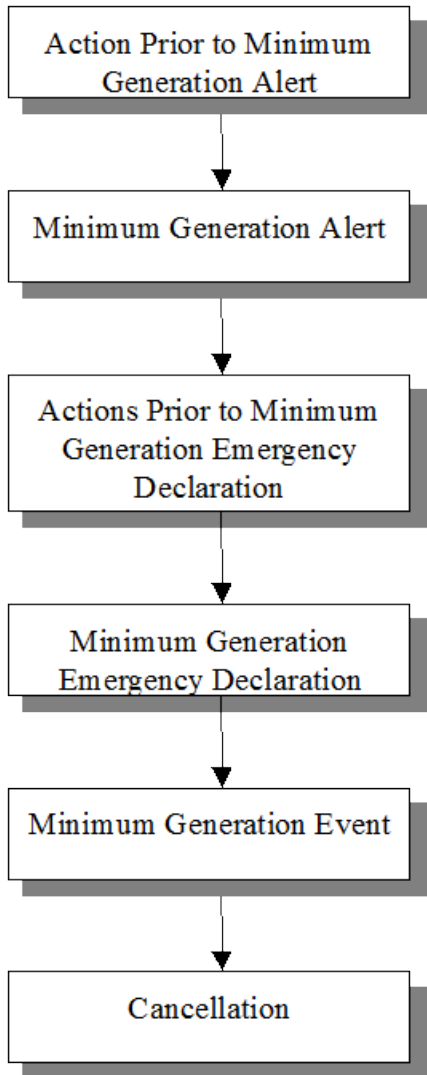 Action Prior to Minimum
Generation Alert
Minimum Generation Alert
Actions Prior to Minimum
Generation Emergency
Declaration
Minimum Generation
Emergency Declaration
Minimum Generation Event
Cancellation